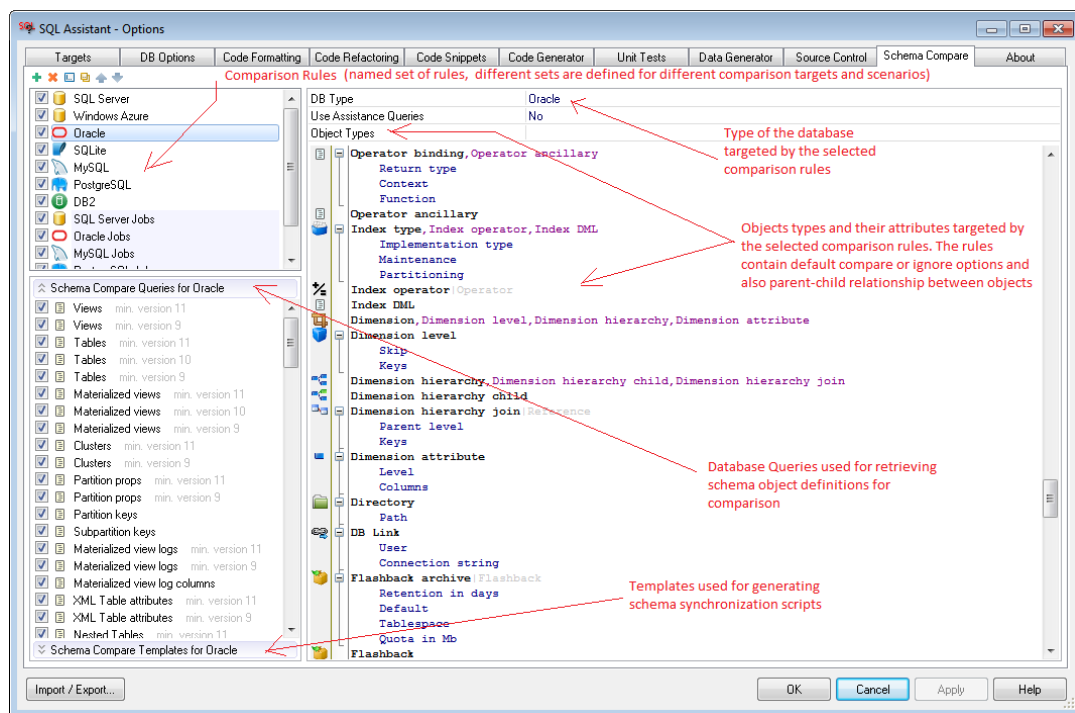 SQL Assistant - Options
Targets
DB Options
Code Formatting
Code Refactoring
Code Snippets
Code Generator
Unit Tests
Data Generator
Source Control
Schema Compare
About
Comparison Rules (named set of rules, different sets are defined for different comparison targets and scenarios)
SQL Server
Windows Azure
Oracle
SQLite
MySQL
PostgreSQL
DB2
SQL Server Jobs
Oracle Jobs
MySQL Jobs
Schema Compare Queries for Oracle
Views min. version 11
Views min. version 9
Tables min. version 11
Tables min. version 10
Tables min. version 9
Materialized views min. version 11
Materialized views min. version 10
Materialized views min. version 9
Clusters min. version 11
Clusters min. version 9
Partition props min. version 11
Partition props min. version 9
Partition keys
Subpartition keys
Materialized view logs min. version 11
Materialized view logs min. version 9
Materialized view log columns
XML Table attributes min. version 11
XML Table attributes min. version 9
Nested Tables min. version 11
Schema Compare Templates for Oracle
DB Type Oracle
Use Assistance Queries No
Object Types
Operator binding,Operator ancillary
Return type
Context
Function
Operator ancillary
Index type,Index operator,Index DML
Implementation type
Maintenance
Partitioning
Index operator|Operator
Index DML
Dimension,Dimension level,Dimension hierarchy,Dimension attribute
Dimension level
Skip
Keys
Dimension hierarchy,Dimension hierarchy child,Dimension hierarchy join
Dimension hierarchy child
Dimension hierarchy join|Reference
Parent level
Keys
Dimension attribute
Level
Columns
Directory
Path
DB Link
User
Connection string
Flashback archive|Flashback
Retention in days
Default
Tablespace
Quota in Mb
Flashback
Type of the database
targeted by the selected
comparison rules
Objects types and their attributes targeted by
the selected comparison rules. The rules
contain default compare or ignore options and
also parent-child relationship between objects
Database Queries used for retrieving
schema object definitions for
comparison
Templates used for generating
schema synchronization scripts
Import / Export...
OK
Cancel
Apply
Help